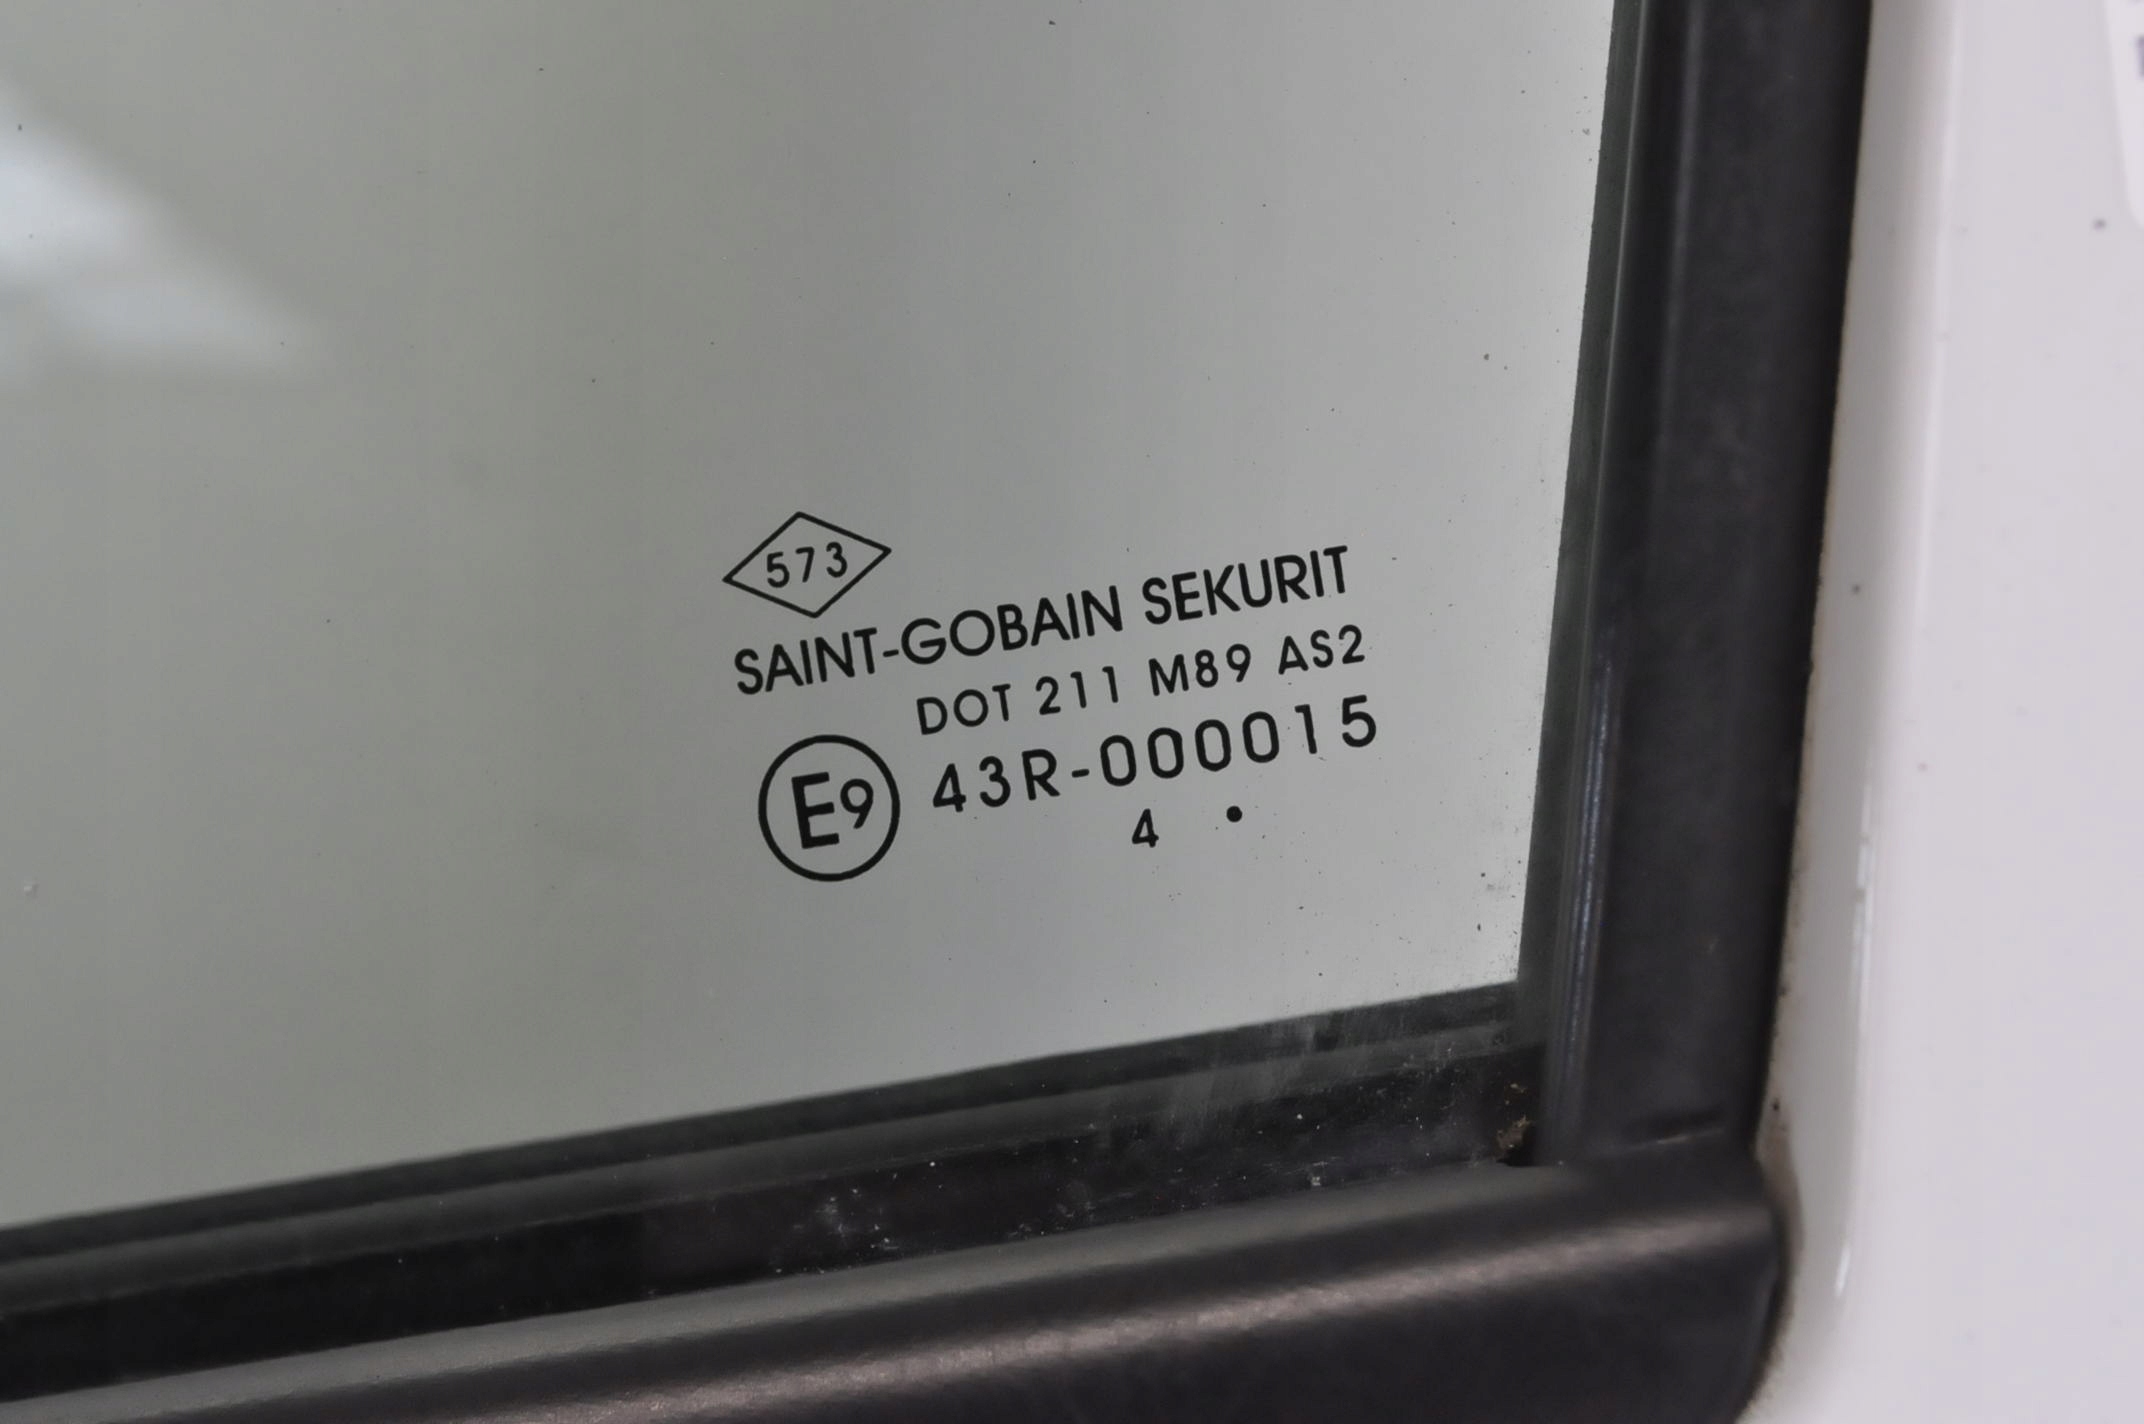 573
SAINT-GOBAIN SEKURIT
DOT 211 M89 AS2
E9 43R-000015
4 •